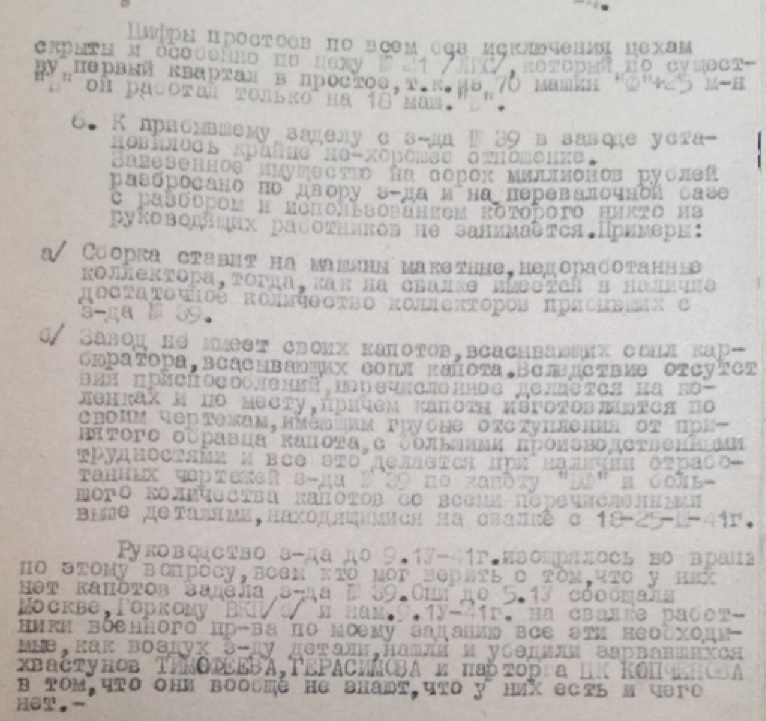 -4.
Цифры простоев по всем без исключения цехам
скрыты и особенно по цеху № 21 /ЛИС/, который по сущест-
ву первый квартал в простое,т.к. из 70 машин "Ф"+25 м-н
"В" он работал только на 18 маш. "В".
6. К прибывшему заделу с з-да № 39 в заводе уста-
новилось крайне не-хорошее отношение.
Завезенное имущество на сорок миллионов рублей
разбросано по двору з-да и на перевалочной базе
с разбором и использованием которого никто из
руководящих работников не занимается.Примеры:
а/ Сборка ставит на машины макетные,недоработанные
коллектора,тогда,как на свалке имеется в наличие
достаточное количество коллекторов прибывших с
з-да № 39.
б/ Завод не имеет своих капотов,всасывающих сопл кар-
бюратора,всасывающих сопл капота.Вследствие отсутст
вия приспособлений,перечисленное делается на ко-
ленках и по месту,причем капоты изготовляются по
своим чертежам,имеющим грубые отступления от при-
нятого образца капота,с большими производственными
трудностями и все это делается при наличии отрабо-
танных чертежей з-да № 39 по капоту и боль-
шого количества капотов со всеми перечисленными
выше деталями,находящимися на свалке с 18-25-П-41г.
Руководство з-да до 9.1У-41г.изощрялось во вранье
по этому вопросу,всем кто мог верить о том,что у них
нет капотов задела з-да № 39.Они до 5.1У сообщали
Москве,Горкому ВКП/б/ и нам.9.1У-41г. на свалке работ-
ники военного пр-ва по моему заданию все эти необходи-
мые,как воздух з-ду детали,нашли и убедили зарвавшихся
хвастунов ТИМОФЕЕВА,ГЕРАСИМОВА и парторга ЦК КОПЧЕНОВА
в том,что они вообще не знают,что у них есть и чего
нет.-